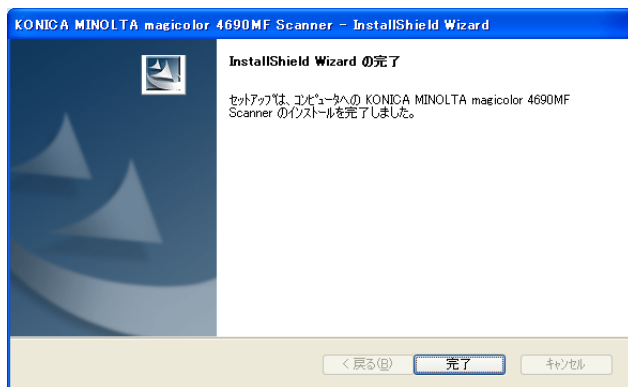 KONICA MINOLTA magicolor 4690MF Scanner - InstallShield Wizard
InstallShield Wizard の完了
セットアップは、コンピュータへの KONICA MINOLTA magicolor 4690MF
Scanner のインストールを完了しました。
< 戻る(B)
完了
キャンセル